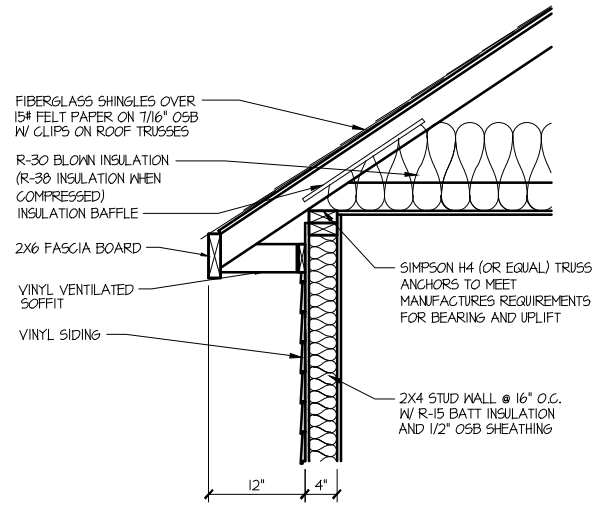 FIBERGLASS SHINGLES OVER
15# FELT PAPER ON 7/16" OSB
W/ CLIPS ON ROOF TRUSSES
R-30 BLOWN INSULATION
(R-38 INSULATION WHEN
COMPRESSED)
INSULATION BAFFLE
2X6 FASCIA BOARD
VINYL VENTILATED
SOFFIT
VINYL SIDING
SIMPSON H4 (OR EQUAL) TRUSS
ANCHORS TO MEET
MANUFACTURES REQUIREMENTS
FOR BEARING AND UPLIFT
2X4 STUD WALL @ 16" O.C.
W/ R-15 BATT INSULATION
AND 1/2" OSB SHEATHING
12"
4"